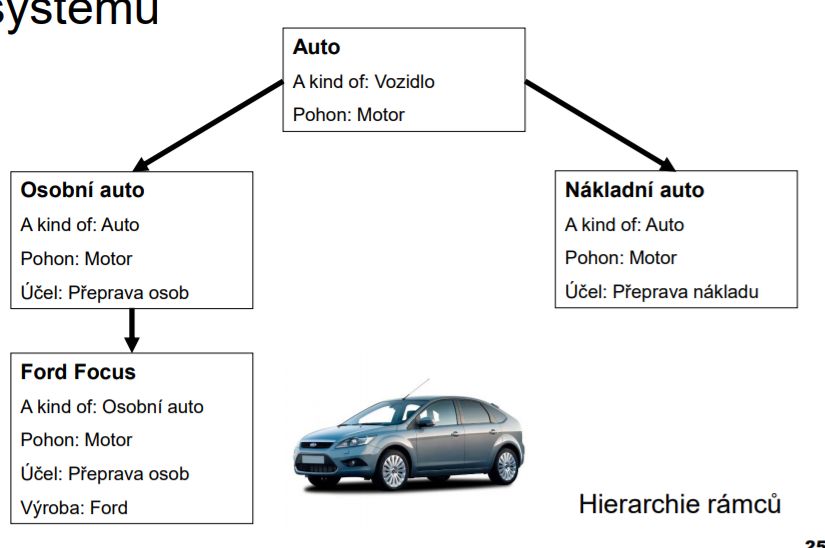 systému
Auto
A kind of: Vozidlo
Pohon: Motor
Osobní auto
A kind of: Auto
Pohon: Motor
Účel: Přeprava osob
Nákladní auto
A kind of: Auto
Pohon: Motor
Účel: Přeprava nákladu
Ford Focus
A kind of: Osobní auto
Pohon: Motor
Účel: Přeprava osob
Výroba: Ford
Hierarchie rámců
25